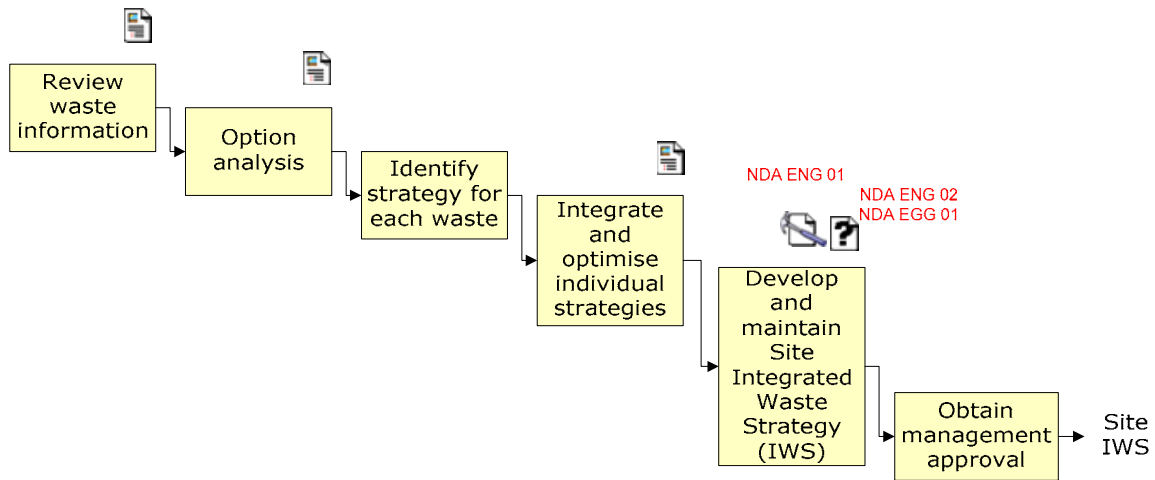 Review
waste
information
Option
analysis
Identify
strategy for
each waste
Integrate
and
optimise
individual
strategies
NDA ENG 01
NDA ENG 02
NDA EGG 01
Develop
and
maintain
Site
Integrated
Waste
Strategy
(IWS)
Obtain
management
approval
Site
IWS